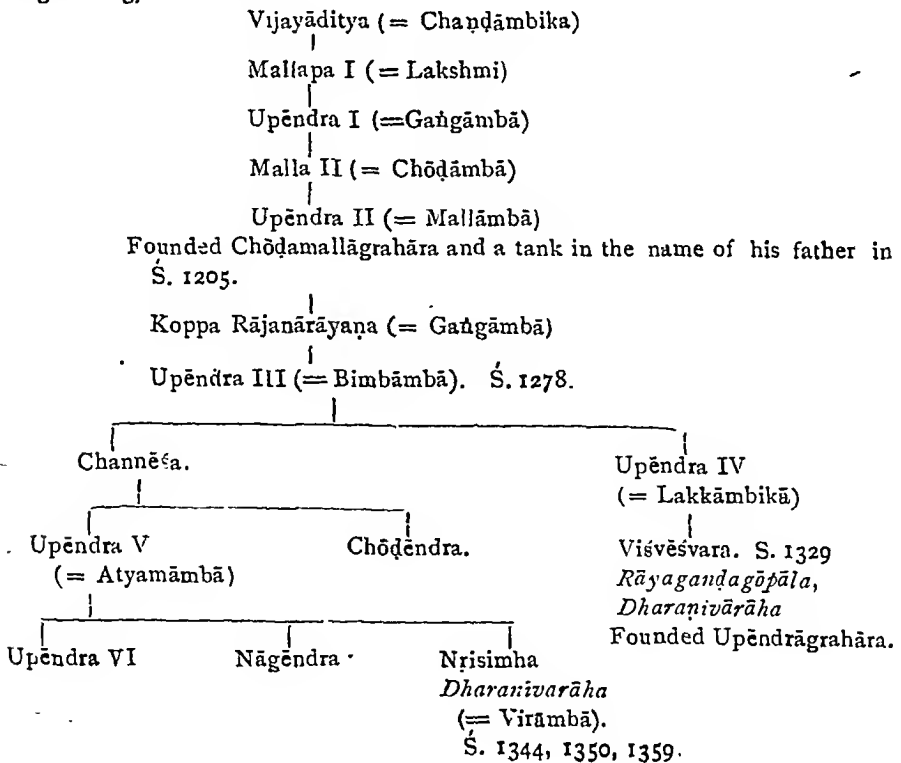 Vijayāditya (= Chaṇḍāmbika)
Mallapa I (= Lakshmi)
Upēndra I (=Gaṅgāmbā)
Malla II (= Chōḍāmbā)
Upēndra II (= Mallāmbā)
Founded Chōḍamallāgrahāra and a tank in the name of his father in
Ś. 1205.
Koppa Rājanārāyaṇa (= Gaṅgāmbā)
Upēndra III (= Bimbāmbā). Ś. 1278.
Channēśa. Upēndra IV
(= Lakkāmbikā)
Upēndra V Chōḍēndra. Viśvēśvara. S. 1329
(= Atyamāmbā) Rāyagaṇḍagōpāla,
Dharaṇivārāha
Founded Upēndrāgrahāra.
Upēndra VI Nāgēndra Nṛisimha
Dharaṇivarāha
(= Virāmbā).
Ś. 1344, 1350, 1359.